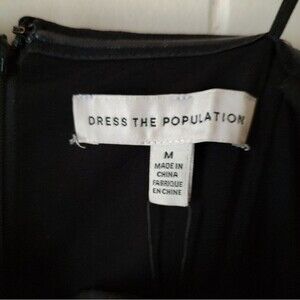 DRESS THE POPULATION
M
MADE IN
CHINA
FABRIQUE
EN CHINE